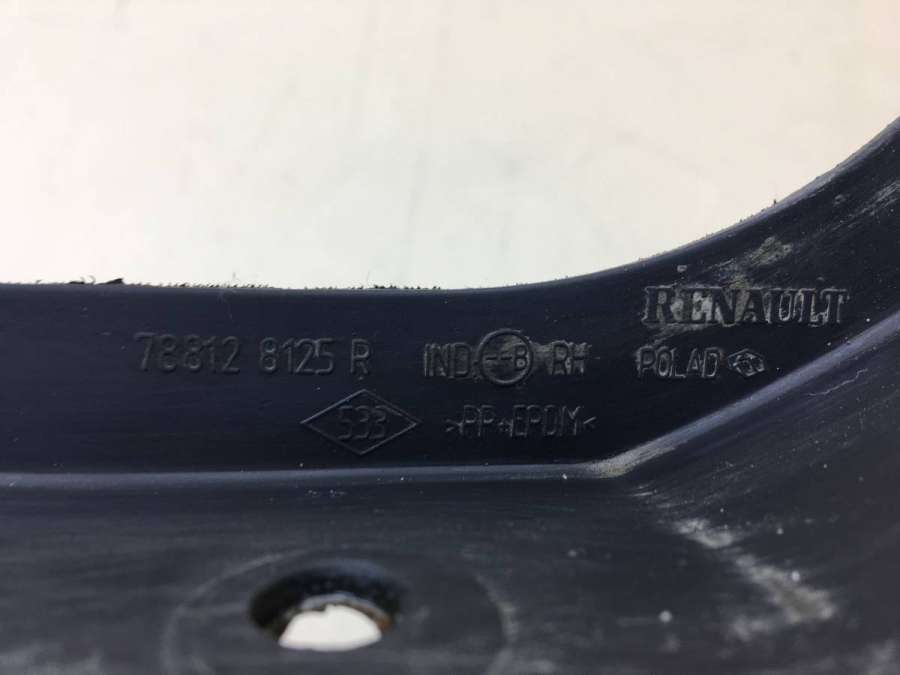 RENAULT
78812 8125 R IND --B RH POLAD
533 >PP+EPDM<